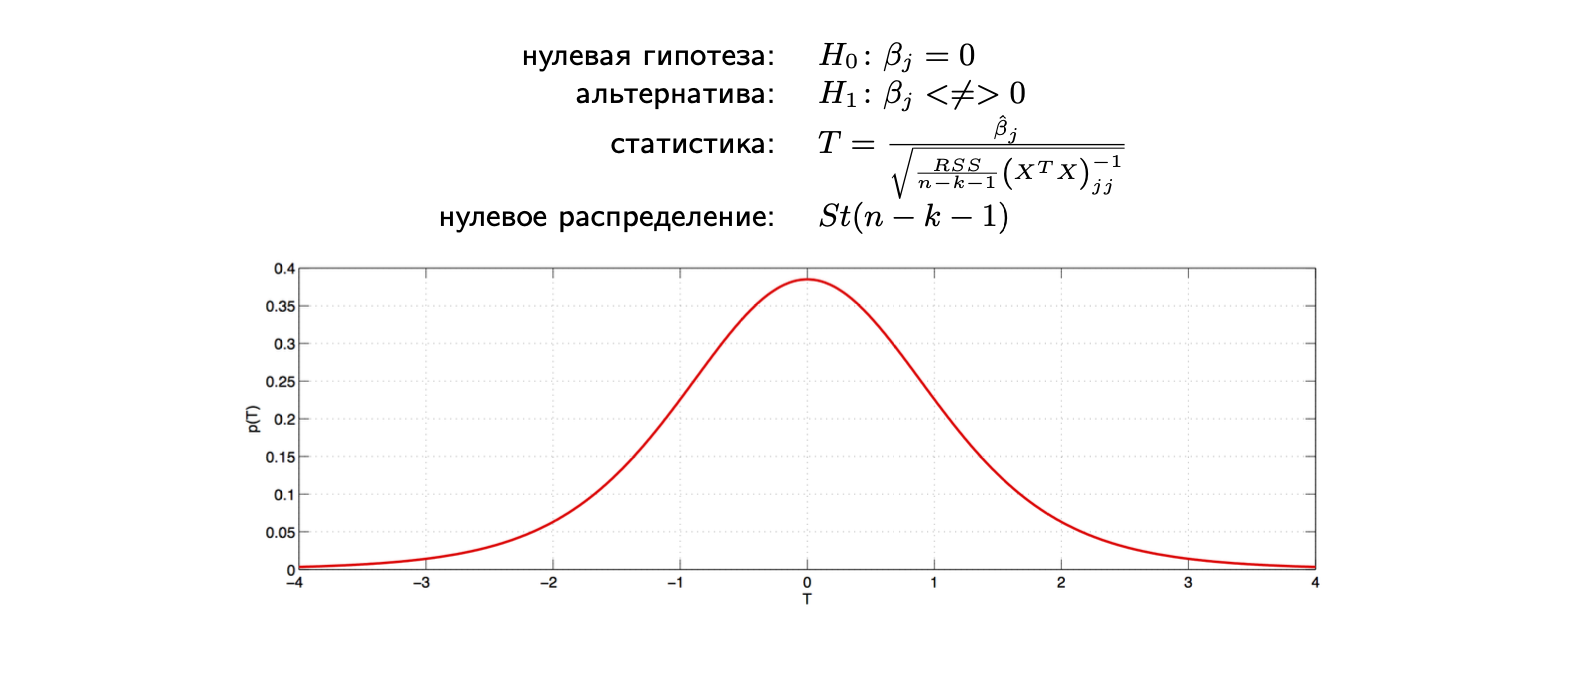 нулевая гипотеза: H₀: βⱼ = 0
альтернатива: H₁: βⱼ <≠> 0
статистика: T = β̂ⱼ / √(RSS/(n−k−1) (XᵀX)⁻¹ⱼⱼ)
нулевое распределение: St(n − k − 1)
0.4
0.35
0.3
0.25
0.2
0.15
0.1
0.05
0
p(T)
−4 −3 −2 −1 0 1 2 3 4
T